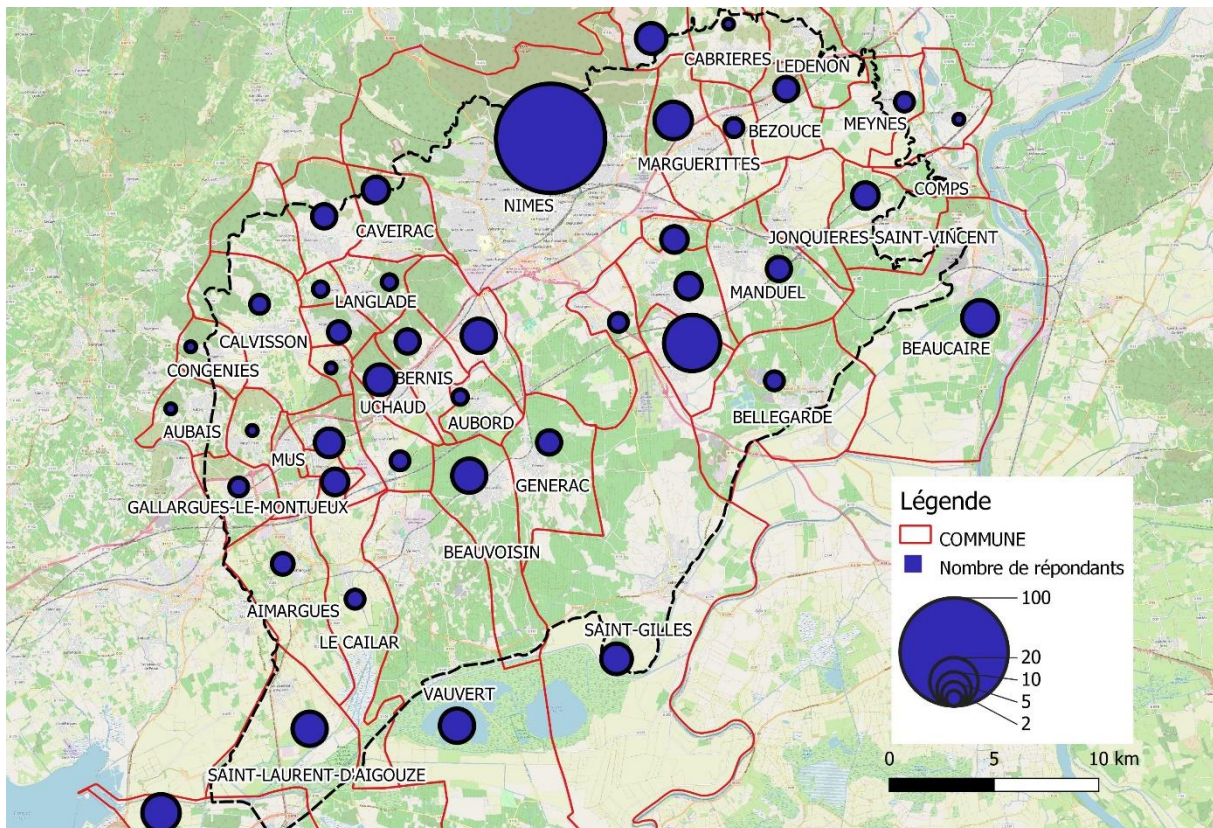 CABRIERES
LEDENON
MEYNES
BEZOUCE
MARGUERITTES
NIMES
COMPS
CAVEIRAC
JONQUIERES-SAINT-VINCENT
LANGLADE
MANDUEL
CALVISSON
BEAUCAIRE
CONGENIES
BERNIS
UCHAUD
AUBORD
BELLEGARDE
AUBAIS
MUS
GENERAC
GALLARGUES-LE-MONTUEUX
BEAUVOISIN
AIMARGUES
LE CAILAR
SAINT-GILLES
VAUVERT
SAINT-LAURENT-D'AIGOUZE
Légende
COMMUNE
Nombre de répondants
100
20
10
5
2
0 5 10 km